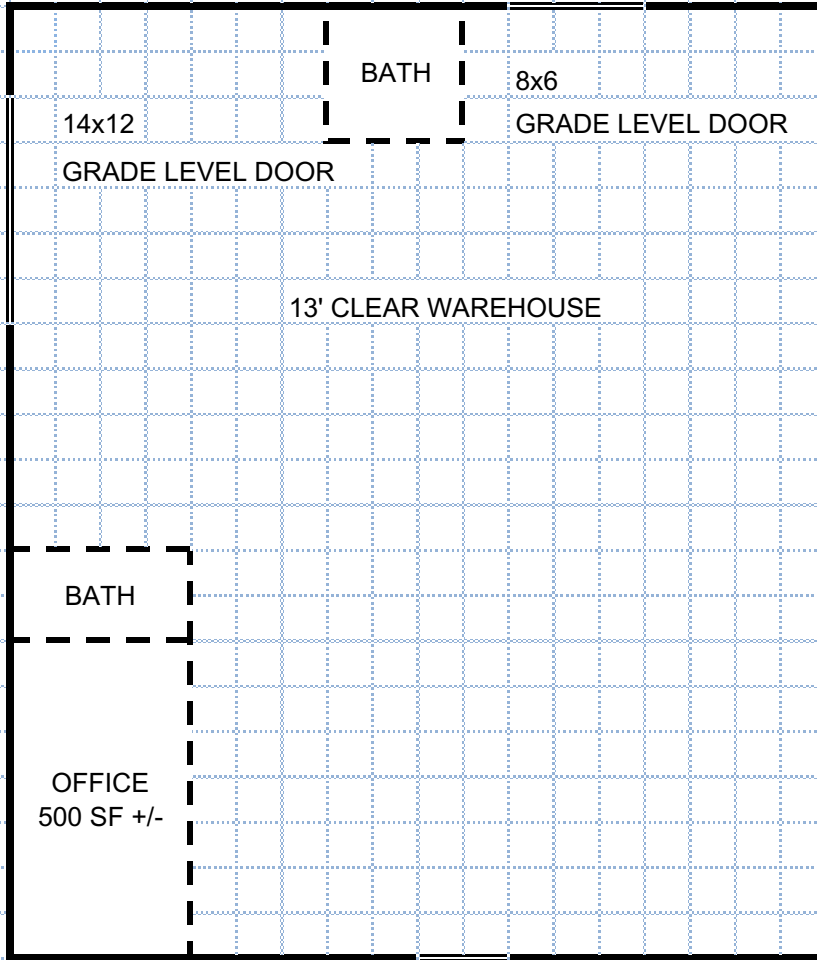 BATH
8x6
GRADE LEVEL DOOR
14x12
GRADE LEVEL DOOR
13' CLEAR WAREHOUSE
BATH
OFFICE
500 SF +/-